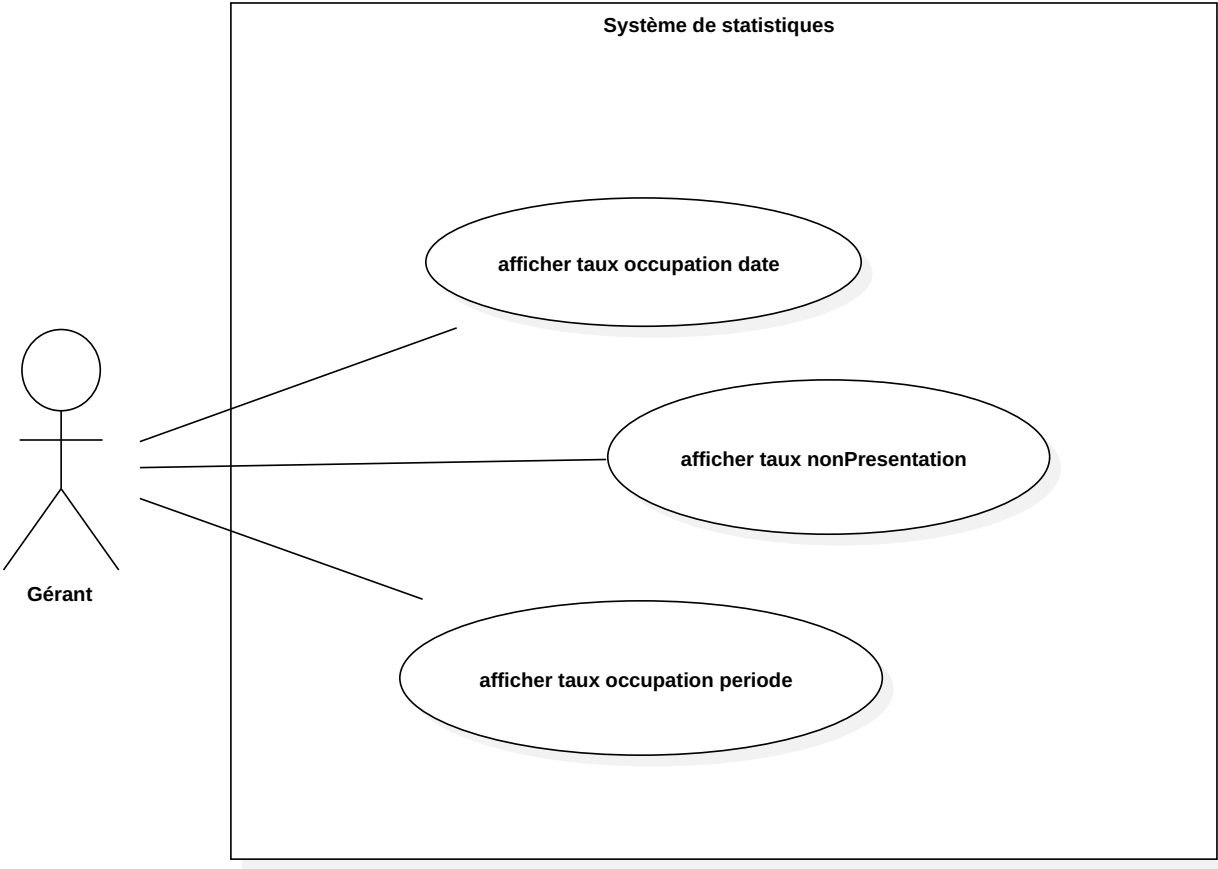 Système de statistiques
afficher taux occupation date
afficher taux nonPresentation
Gérant
afficher taux occupation periode